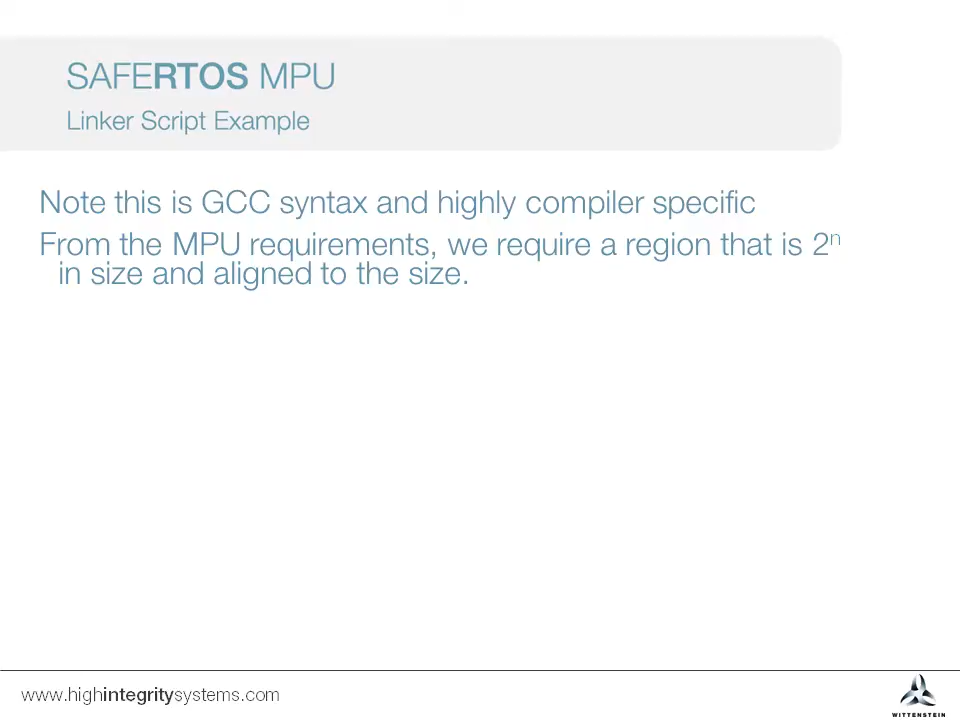 SAFERTOS MPU
Linker Script Example
Note this is GCC syntax and highly compiler specific
From the MPU requirements, we require a region that is 2ⁿ
in size and aligned to the size.
www.highintegritysystems.com
WITTENSTEIN